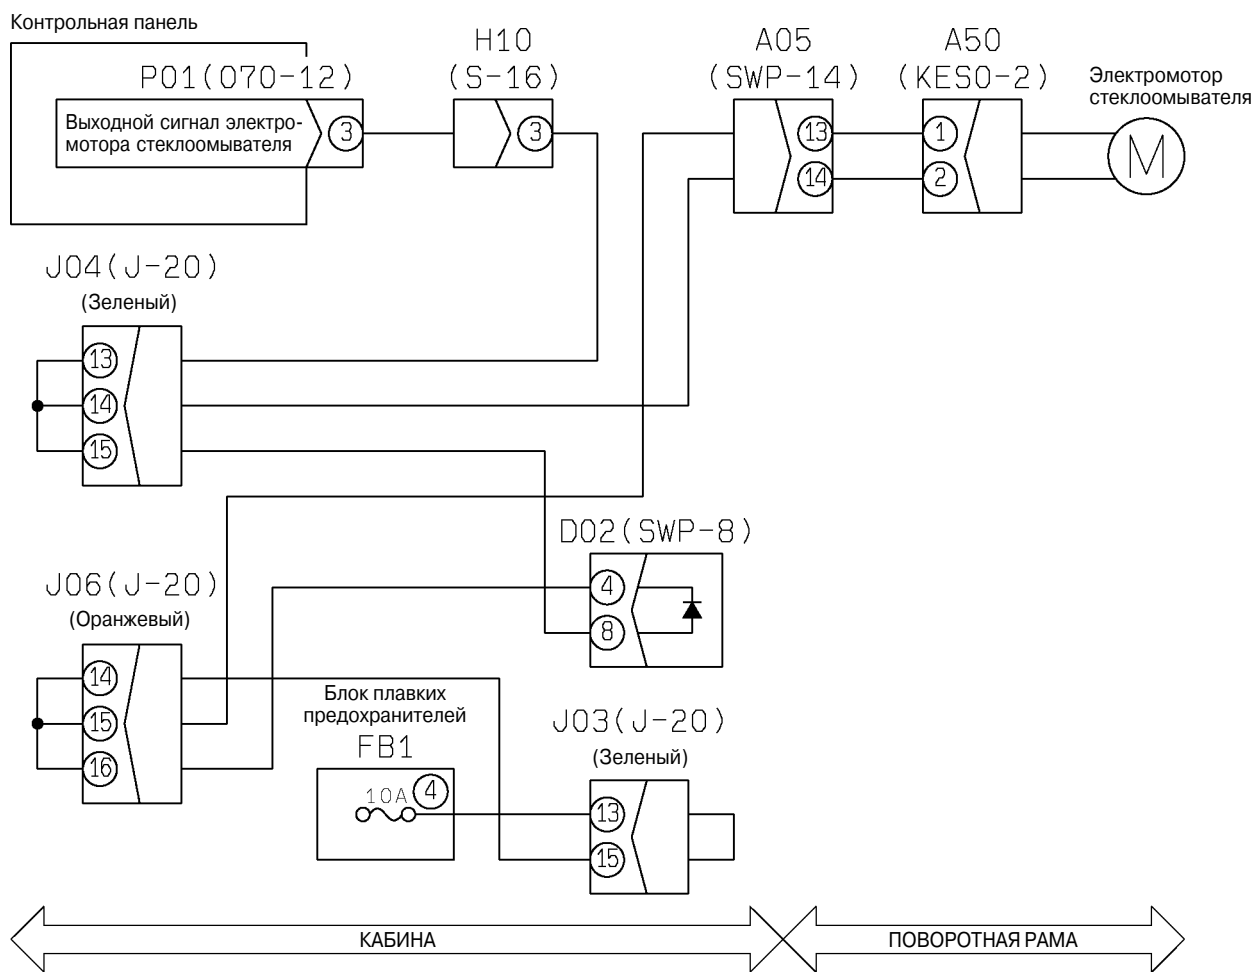 Контрольная панель
P01(070-12)
Выходной сигнал электро-
мотора стеклоомывателя
3
H10
(S-16)
3
A05
(SWP-14)
13
14
A50
(KES0-2)
1
2
Электромотор
стеклоомывателя
M
J04(J-20)
(Зеленый)
13
14
15
D02(SWP-8)
4
8
J06(J-20)
(Оранжевый)
14
15
16
Блок плавких
предохранителей
FB1
10A
4
J03(J-20)
(Зеленый)
13
15
КАБИНА
ПОВОРОТНАЯ РАМА